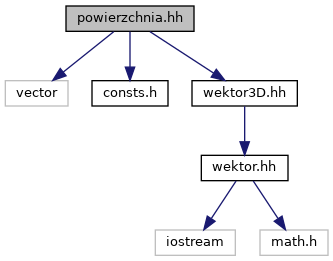 powierzchnia.hh
vector
consts.h
wektor3D.hh
wektor.hh
iostream
math.h